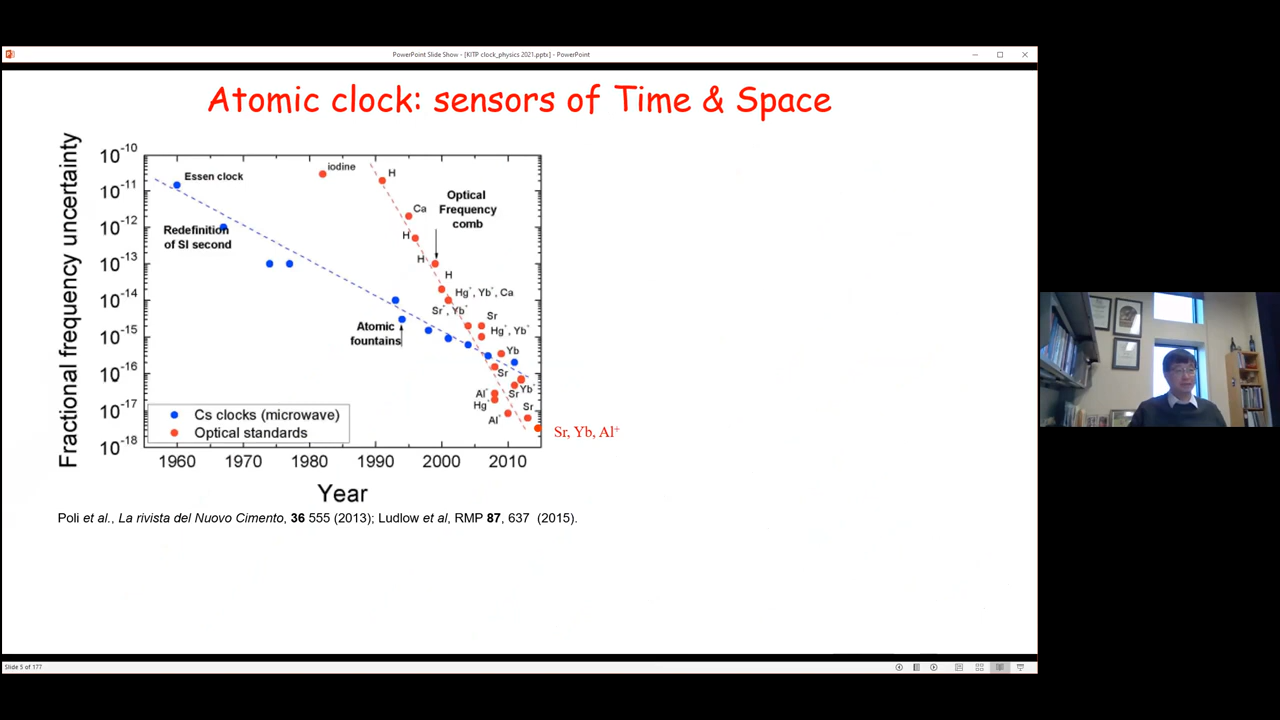 PowerPoint Slide Show - [KITP clock_physics 2021.pptx] - PowerPoint
Atomic clock: sensors of Time & Space
Fractional frequency uncertainty
10⁻¹⁰
10⁻¹¹
10⁻¹²
10⁻¹³
10⁻¹⁴
10⁻¹⁵
10⁻¹⁶
10⁻¹⁷
10⁻¹⁸
Essen clock
iodine
H
Redefinition
of SI second
Ca
Optical
Frequency
comb
H
H
H
Hg⁺, Yb⁺, Ca
Sr⁺, Yb⁺
Sr
Hg⁺, Yb⁺
Atomic
fountains
Yb
Sr
Yb⁺
Al⁺
Sr
Hg⁺
Sr
Al⁺
Cs clocks (microwave)
Optical standards
Sr, Yb, Al⁺
1960 1970 1980 1990 2000 2010
Year
Poli et al., La rivista del Nuovo Cimento, 36 555 (2013); Ludlow et al, RMP 87, 637 (2015).
Slide 5 of 177